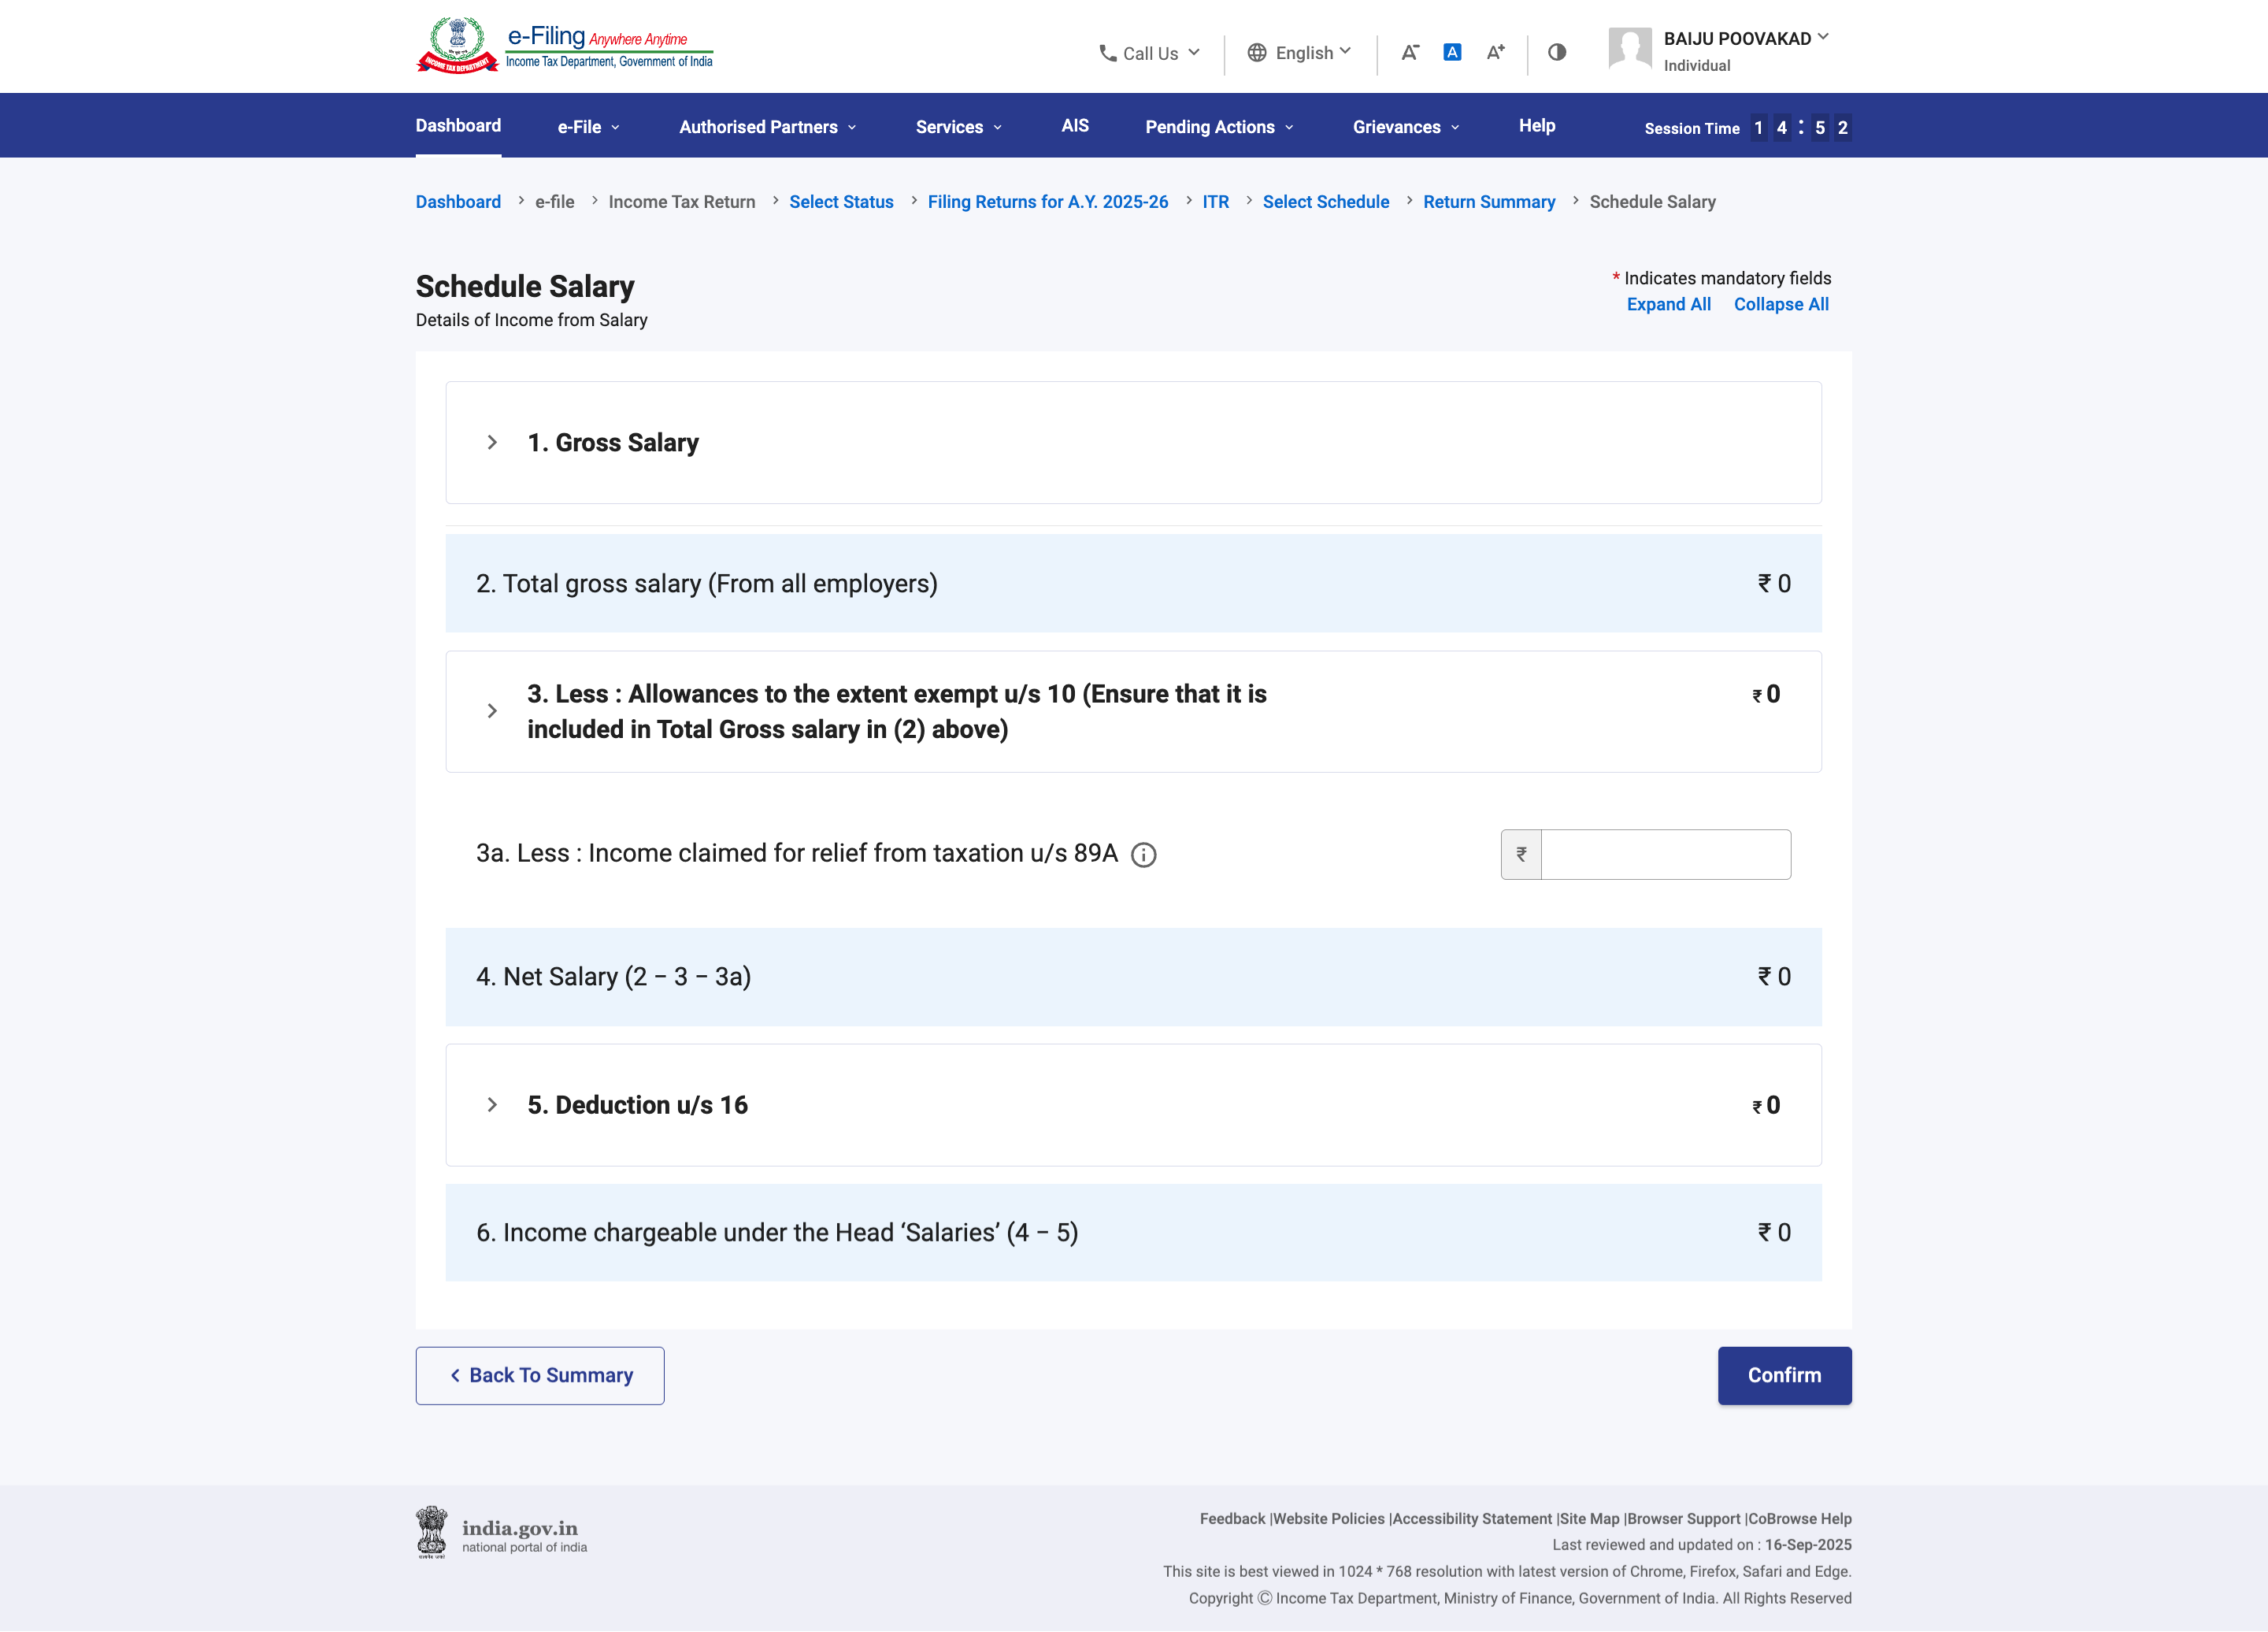 e-Filing Anywhere Anytime
Income Tax Department, Government of India
INCOME TAX DEPARTMENT
Call Us
English
A-
A
A+
BAIJU POOVAKAD
Individual
Dashboard
e-File
Authorised Partners
Services
AIS
Pending Actions
Grievances
Help
Session Time 1 4 : 5 2
Dashboard > e-file > Income Tax Return > Select Status > Filing Returns for A.Y. 2025-26 > ITR > Select Schedule > Return Summary > Schedule Salary
Schedule Salary
Details of Income from Salary
* Indicates mandatory fields
Expand All Collapse All
1. Gross Salary
2. Total gross salary (From all employers) ₹ 0
3. Less : Allowances to the extent exempt u/s 10 (Ensure that it is ₹ 0
included in Total Gross salary in (2) above)
3a. Less : Income claimed for relief from taxation u/s 89A ₹
4. Net Salary (2 − 3 − 3a) ₹ 0
5. Deduction u/s 16 ₹ 0
6. Income chargeable under the Head ‘Salaries’ (4 − 5) ₹ 0
Back To Summary
Confirm
india.gov.in
national portal of india
Feedback |Website Policies |Accessibility Statement |Site Map |Browser Support |CoBrowse Help
Last reviewed and updated on : 16-Sep-2025
This site is best viewed in 1024 * 768 resolution with latest version of Chrome, Firefox, Safari and Edge.
Copyright Ⓒ Income Tax Department, Ministry of Finance, Government of India. All Rights Reserved